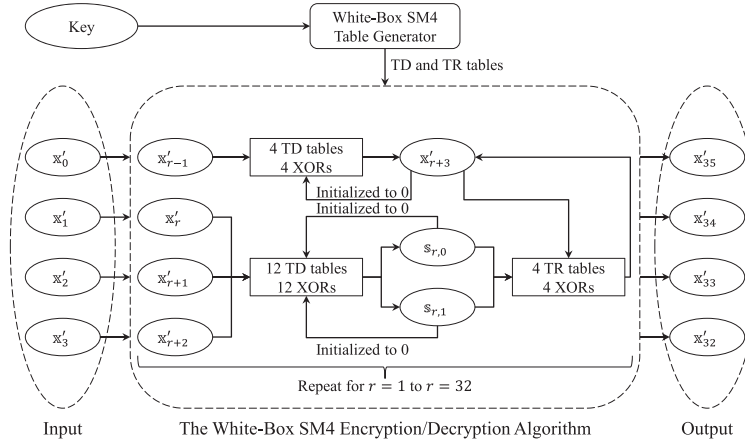 Key
White-Box SM4
Table Generator
TD and TR tables
𝕩′₀
𝕩′ᵣ₋₁
4 TD tables
4 XORs
𝕩′ᵣ₊₃
𝕩′₃₅
Initialized to 0
Initialized to 0
𝕩′₁
𝕩′ᵣ
𝕩′₃₄
𝕤ᵣ,₀
𝕩′₂
𝕩′ᵣ₊₁
12 TD tables
12 XORs
4 TR tables
4 XORs
𝕩′₃₃
𝕤ᵣ,₁
𝕩′₃
𝕩′ᵣ₊₂
𝕩′₃₂
Initialized to 0
Repeat for 𝑟 = 1 to 𝑟 = 32
Input
The White-Box SM4 Encryption/Decryption Algorithm
Output